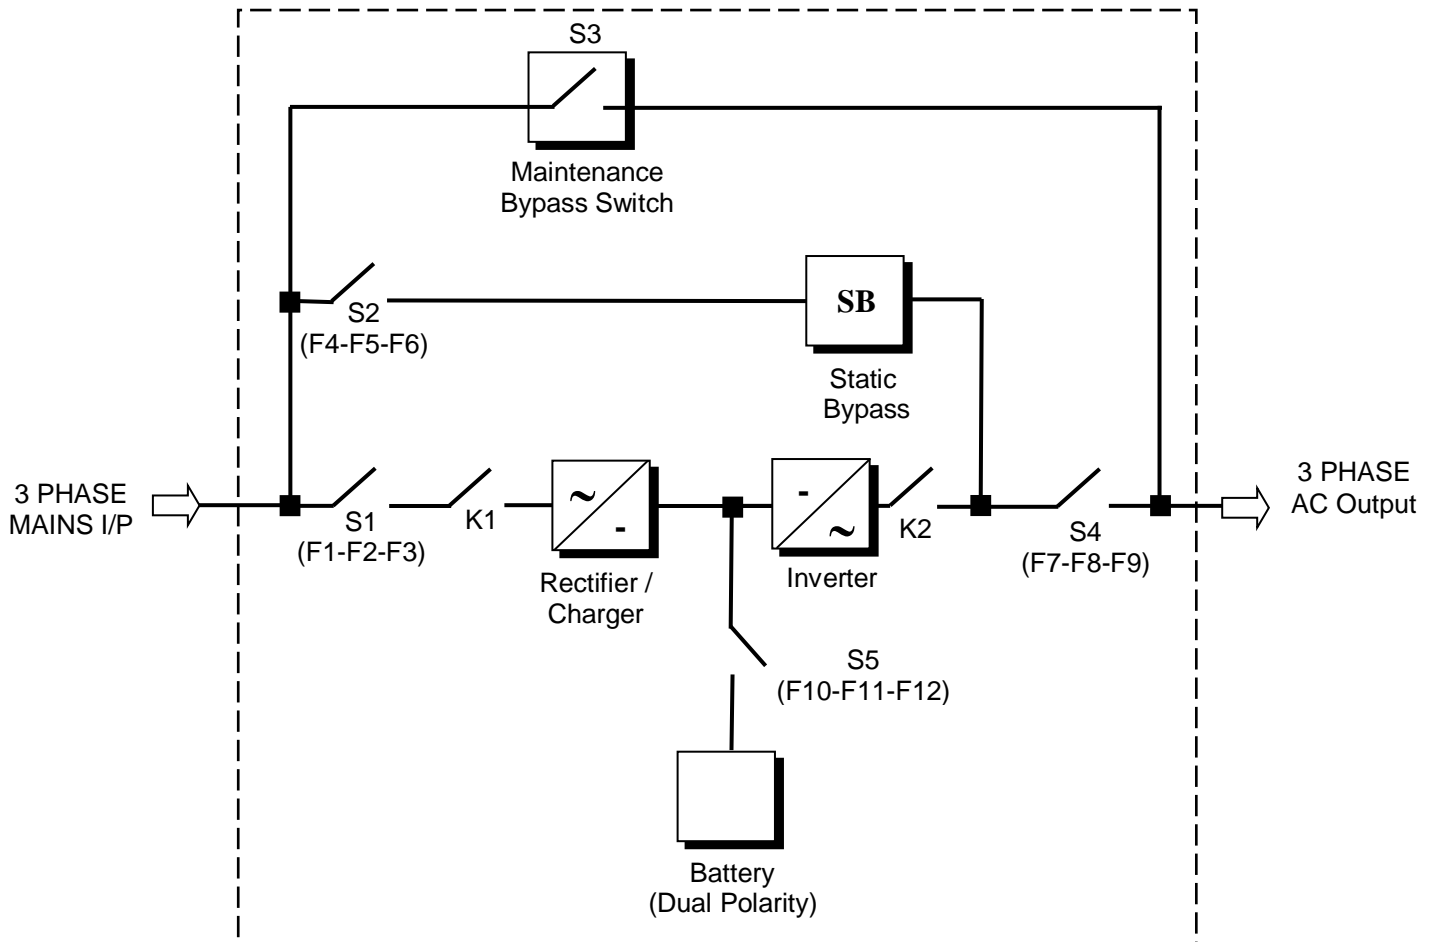 S3
Maintenance
Bypass Switch
S2
(F4-F5-F6)
SB
Static
Bypass
3 PHASE
MAINS I/P
S1
(F1-F2-F3)
K1
~
-
Rectifier /
Charger
-
~
Inverter
K2
S4
(F7-F8-F9)
3 PHASE
AC Output
S5
(F10-F11-F12)
Battery
(Dual Polarity)